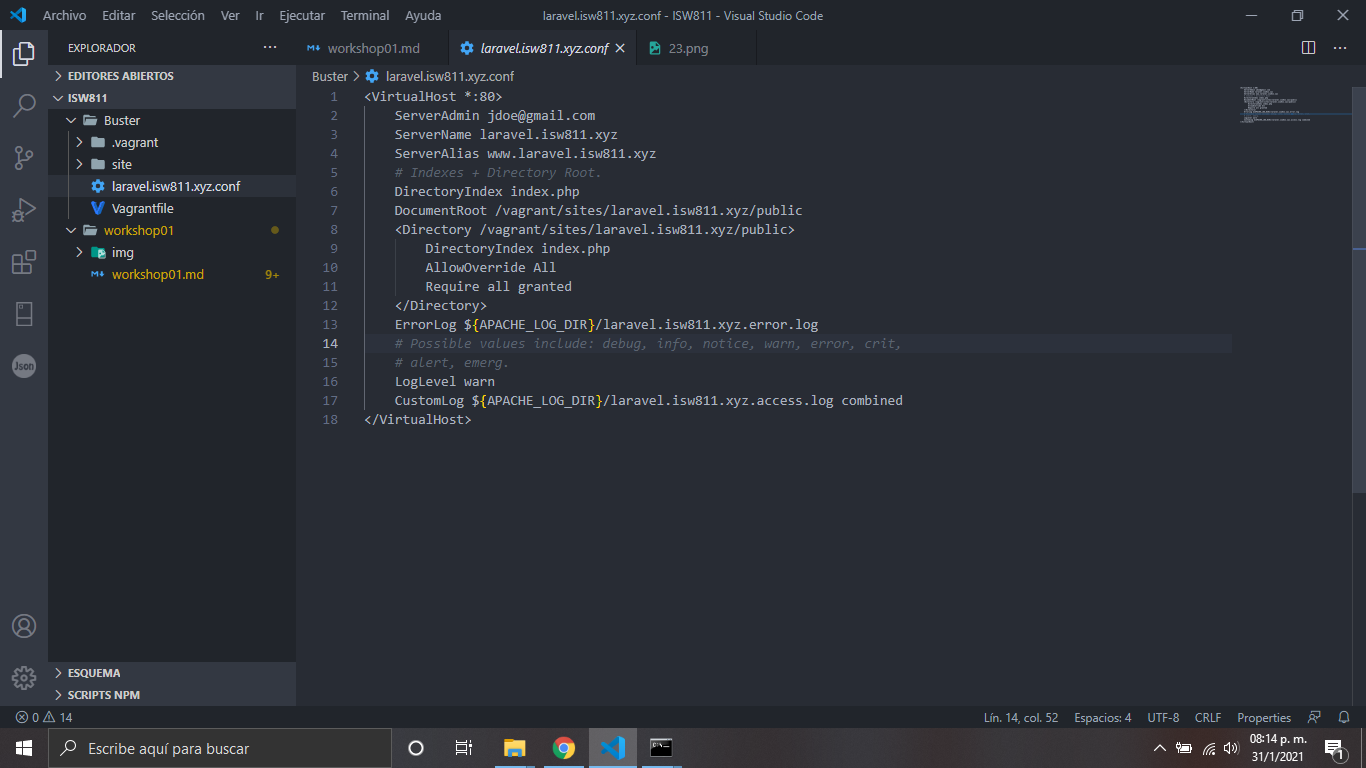 Archivo Editar Selección Ver Ir Ejecutar Terminal Ayuda laravel.isw811.xyz.conf - ISW811 - Visual Studio Code
EXPLORADOR ···
workshop01.md laravel.isw811.xyz.conf 23.png
EDITORES ABIERTOS
ISW811
Buster
.vagrant
site
laravel.isw811.xyz.conf
Vagrantfile
workshop01
img
workshop01.md 9+
Buster > laravel.isw811.xyz.conf
1 <VirtualHost *:80>
2 ServerAdmin jdoe@gmail.com
3 ServerName laravel.isw811.xyz
4 ServerAlias www.laravel.isw811.xyz
5 # Indexes + Directory Root.
6 DirectoryIndex index.php
7 DocumentRoot /vagrant/sites/laravel.isw811.xyz/public
8 <Directory /vagrant/sites/laravel.isw811.xyz/public>
9 DirectoryIndex index.php
10 AllowOverride All
11 Require all granted
12 </Directory>
13 ErrorLog ${APACHE_LOG_DIR}/laravel.isw811.xyz.error.log
14 # Possible values include: debug, info, notice, warn, error, crit,
15 # alert, emerg.
16 LogLevel warn
17 CustomLog ${APACHE_LOG_DIR}/laravel.isw811.xyz.access.log combined
18 </VirtualHost>
Json
ESQUEMA
SCRIPTS NPM
0 14 Lín. 14, col. 52 Espacios: 4 UTF-8 CRLF Properties
Escribe aquí para buscar
08:14 p. m.
31/1/2021
1